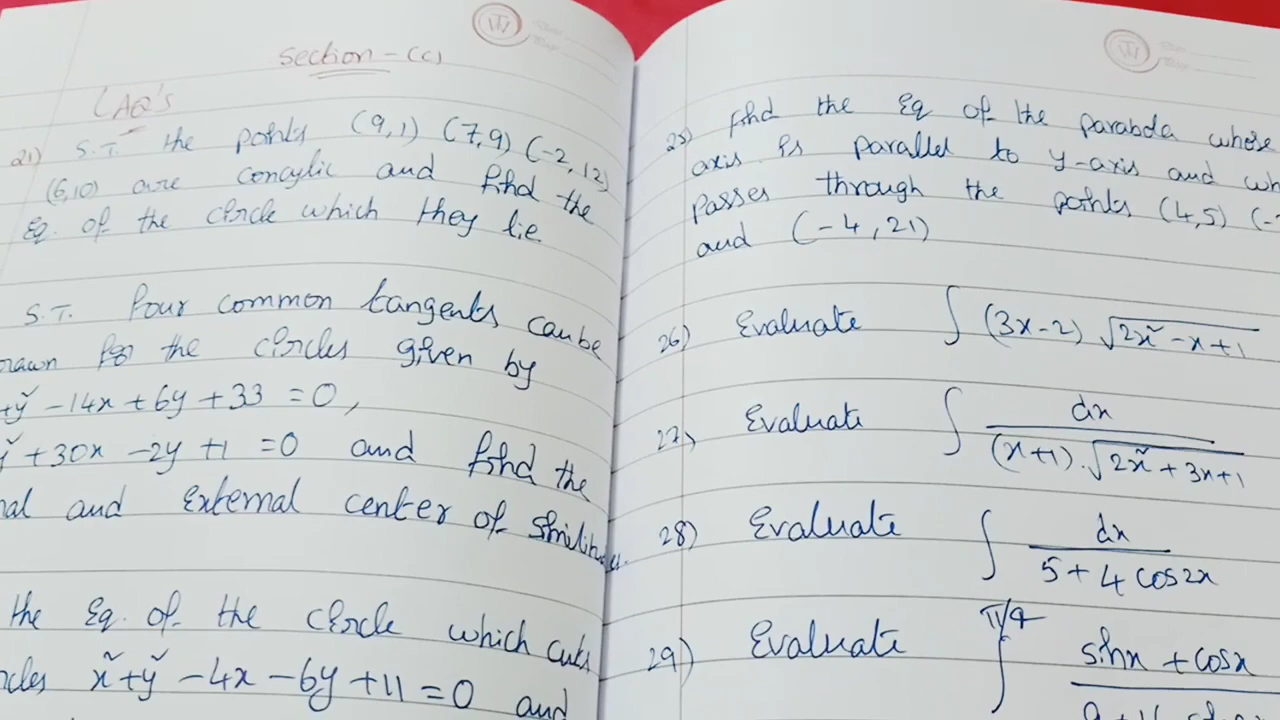 Section - (C)
LAQ's
21) S.T. the points (9,1) (7,9) (-2,12)
(6,10) are concylic and find the
Eq. of the circle which they lie
S.T. Four common tangents can be
rawn for the circles given by
+y² -14x + 6y + 33 = 0,
y² + 30x - 2y + 1 = 0 and find the
nal and External center of Similitude.
the Eq. of the circle which cuts
rcles x² + y² - 4x - 6y + 11 = 0 and
25) find the Eq of the parabola whose
axis is parallel to y-axis and wh
passes through the points (4,5) (-
and (-4, 21)
26) Evaluate ∫ (3x-2) √2x² - x + 1
27) Evaluate ∫ dx / (x+1) . √2x² + 3x + 1
28) Evaluate ∫ dx / 5 + 4 cos2x
29) Evaluate ∫ π/4 sinx + cosx